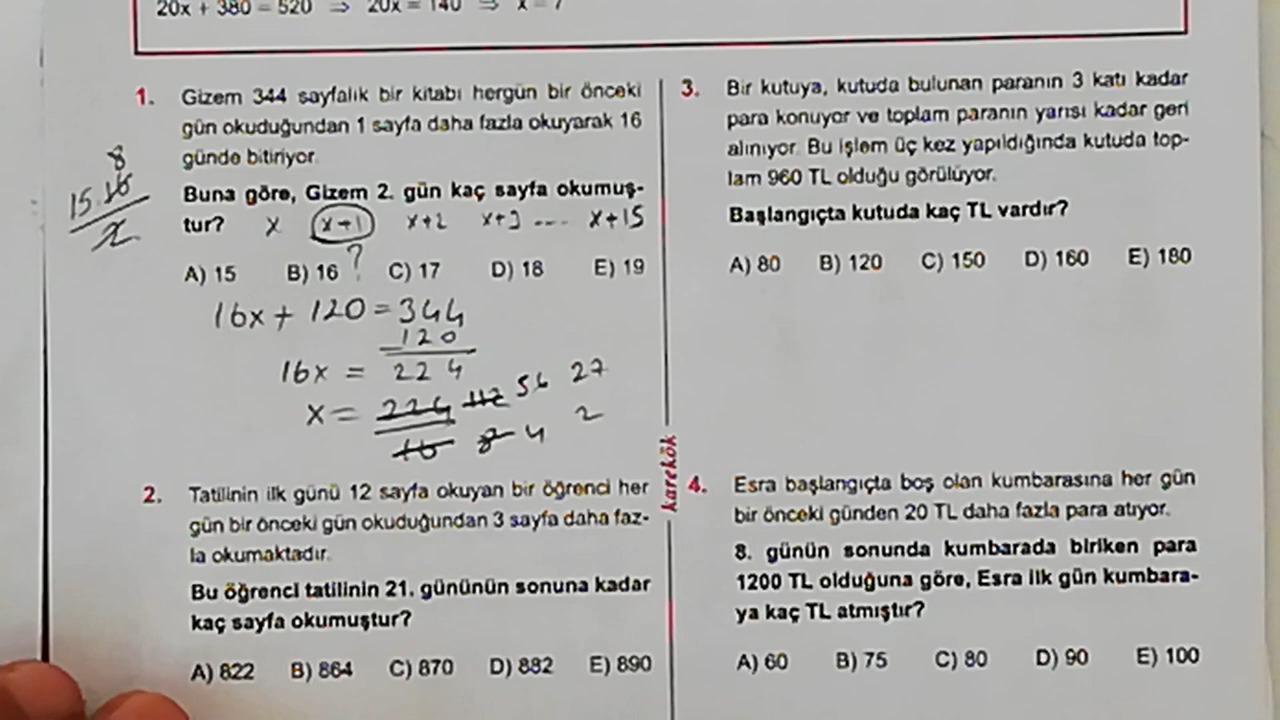 20x + 380 = 520 ⇒ 20x = 140 ⇒ x = 7
1. Gizem 344 sayfalık bir kitabı hergün bir önceki
gün okuduğundan 1 sayfa daha fazla okuyarak 16
günde bitiriyor.
Buna göre, Gizem 2. gün kaç sayfa okumuş-
tur? x x+1 x+2 x+3 .... x+15
?
A) 15 B) 16 C) 17 D) 18 E) 19
8
15.16
2
16x + 120 = 344
_120
16x = 224
x = 224 112 56 27
16 8 4 2
2. Tatilinin ilk günü 12 sayfa okuyan bir öğrenci her
gün bir önceki gün okuduğundan 3 sayfa daha faz-
la okumaktadır.
Bu öğrenci tatilinin 21. gününün sonuna kadar
kaç sayfa okumuştur?
A) 822 B) 864 C) 870 D) 882 E) 890
karekök
3. Bir kutuya, kutuda bulunan paranın 3 katı kadar
para konuyor ve toplam paranın yarısı kadar geri
alınıyor. Bu işlem üç kez yapıldığında kutuda top-
lam 960 TL olduğu görülüyor.
Başlangıçta kutuda kaç TL vardır?
A) 80 B) 120 C) 150 D) 160 E) 180
4. Esra başlangıçta boş olan kumbarasına her gün
bir önceki günden 20 TL daha fazla para atıyor.
8. günün sonunda kumbarada biriken para
1200 TL olduğuna göre, Esra ilk gün kumbara-
ya kaç TL atmıştır?
A) 60 B) 75 C) 80 D) 90 E) 100